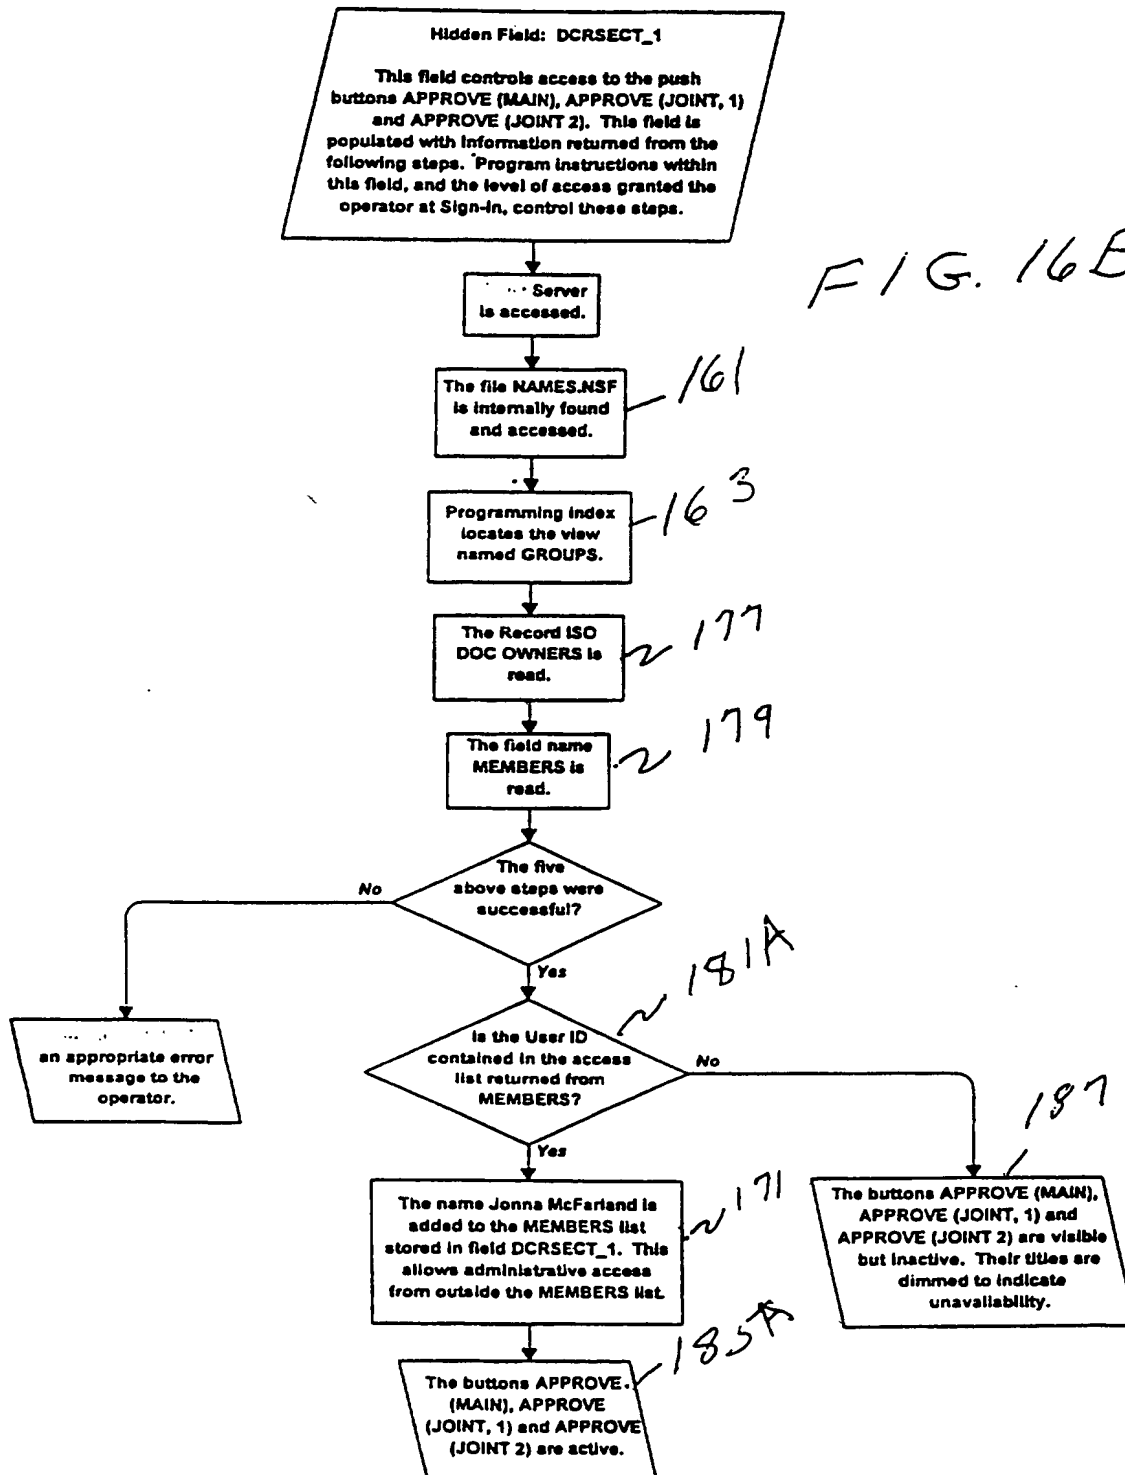 Hidden Field: DCRSECT_1
This field controls access to the push
buttons APPROVE (MAIN), APPROVE (JOINT, 1)
and APPROVE (JOINT 2). This field is
populated with information returned from the
following steps. Program instructions within
this field, and the level of access granted the
operator at Sign-In, control these steps.
FIG. 16B
Server
is accessed.
The file NAMES.NSF
is internally found
and accessed.
161
Programming index
locates the view
named GROUPS.
163
The Record ISO
DOC OWNERS is
read.
177
The field name
MEMBERS is
read.
179
The five
above steps were
successful?
No
Yes
181A
an appropriate error
message to the
operator.
is the User ID
contained in the access
list returned from
MEMBERS?
No
Yes
187
The name Jonna McFarland is
added to the MEMBERS list
stored in field DCRSECT_1. This
allows administrative access
from outside the MEMBERS list.
171
The buttons APPROVE (MAIN),
APPROVE (JOINT, 1) and
APPROVE (JOINT 2) are visible
but inactive. Their titles are
dimmed to indicate
unavailability.
185A
The buttons APPROVE
(MAIN), APPROVE
(JOINT, 1) and APPROVE
(JOINT 2) are active.